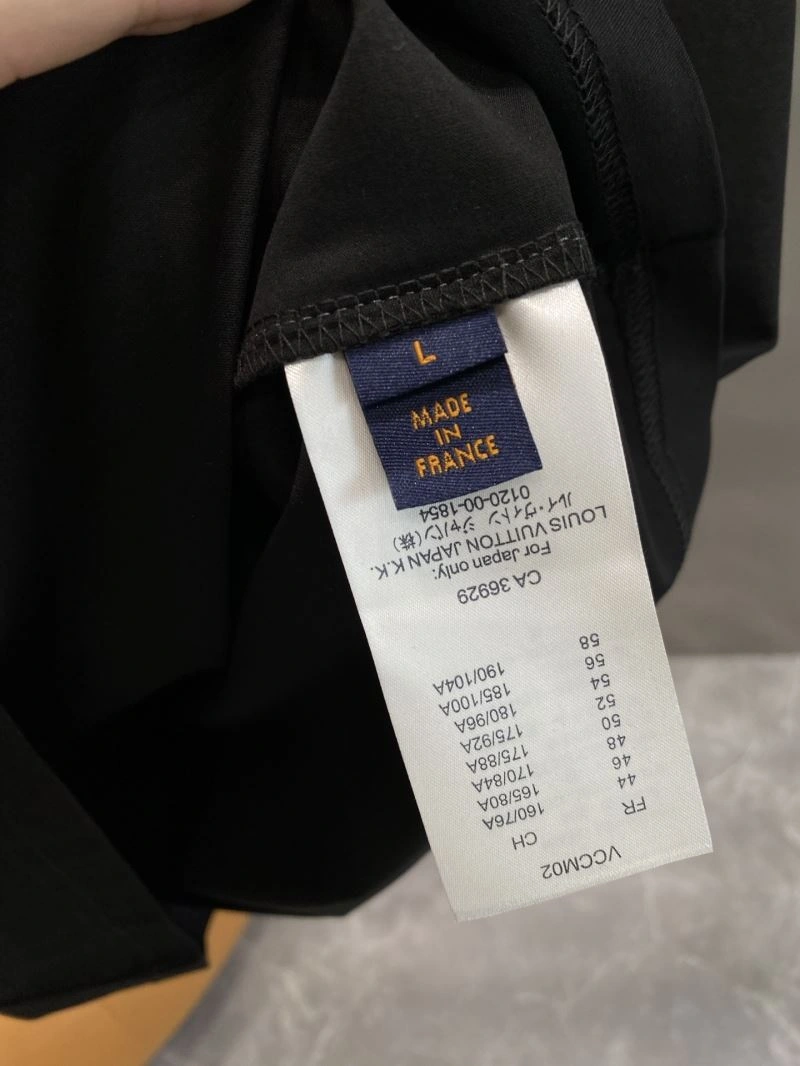 L
MADE
IN
FRANCE
VCCM02
FR CH
44 160/76A
46 165/80A
48 170/84A
50 175/88A
52 175/92A
54 180/96A
56 185/100A
58 190/104A
CA 36929
For Japan only:
LOUIS VUITTON JAPAN K.K.
ルイ・ヴィトン ジャパン(株)
0120-00-1854